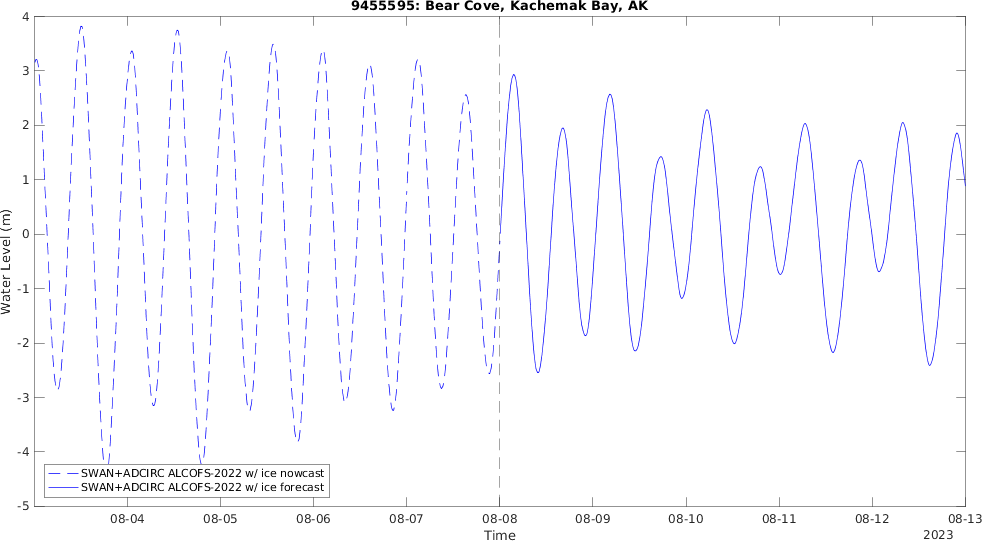 9455595: Bear Cove, Kachemak Bay, AK
4
3
2
1
0
-1
-2
-3
-4
-5
Water Level (m)
SWAN+ADCIRC ALCOFS-2022 w/ ice nowcast
SWAN+ADCIRC ALCOFS-2022 w/ ice forecast
08-04 08-05 08-06 08-07 08-08 08-09 08-10 08-11 08-12 08-13
Time
2023